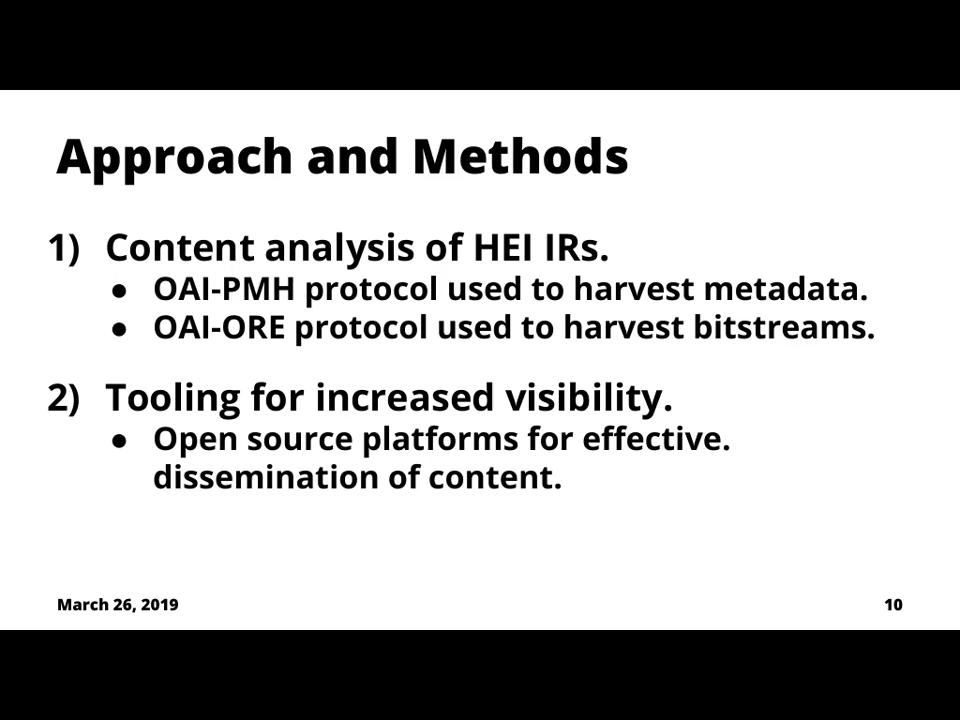 Approach and Methods
1) Content analysis of HEI IRs.
● OAI-PMH protocol used to harvest metadata.
● OAI-ORE protocol used to harvest bitstreams.
2) Tooling for increased visibility.
● Open source platforms for effective.
dissemination of content.
March 26, 2019 10